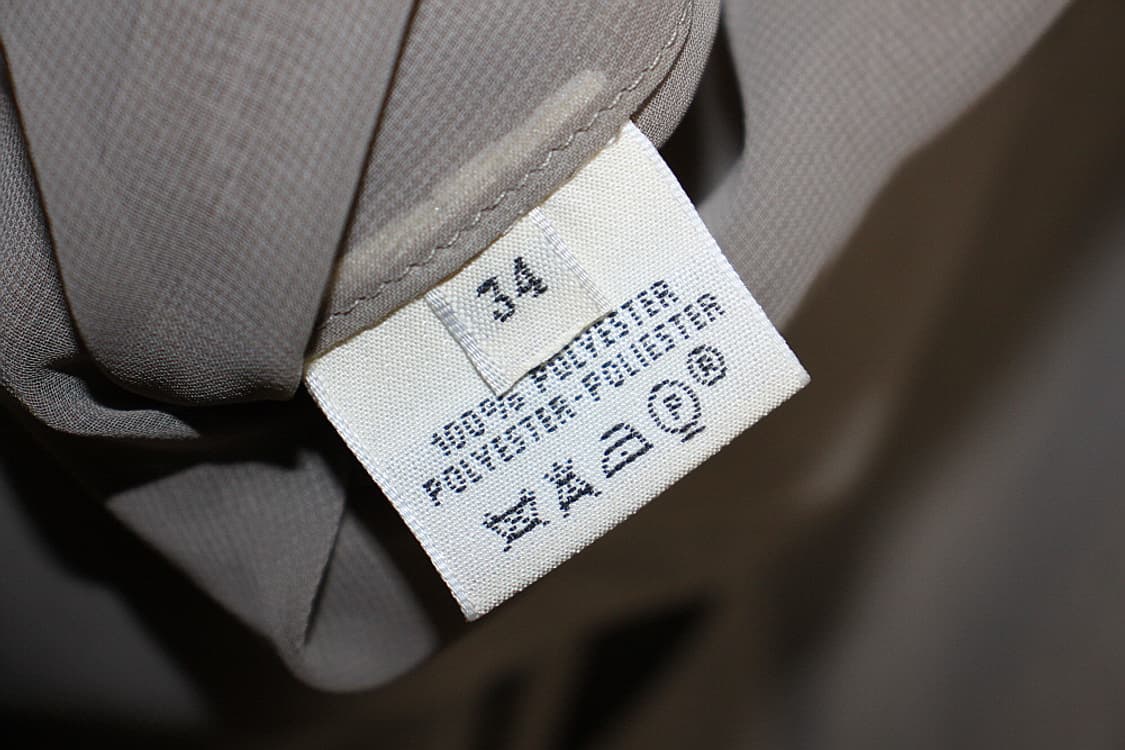 34
100% POLYESTER
POLYESTER-POLIESTER
P ®